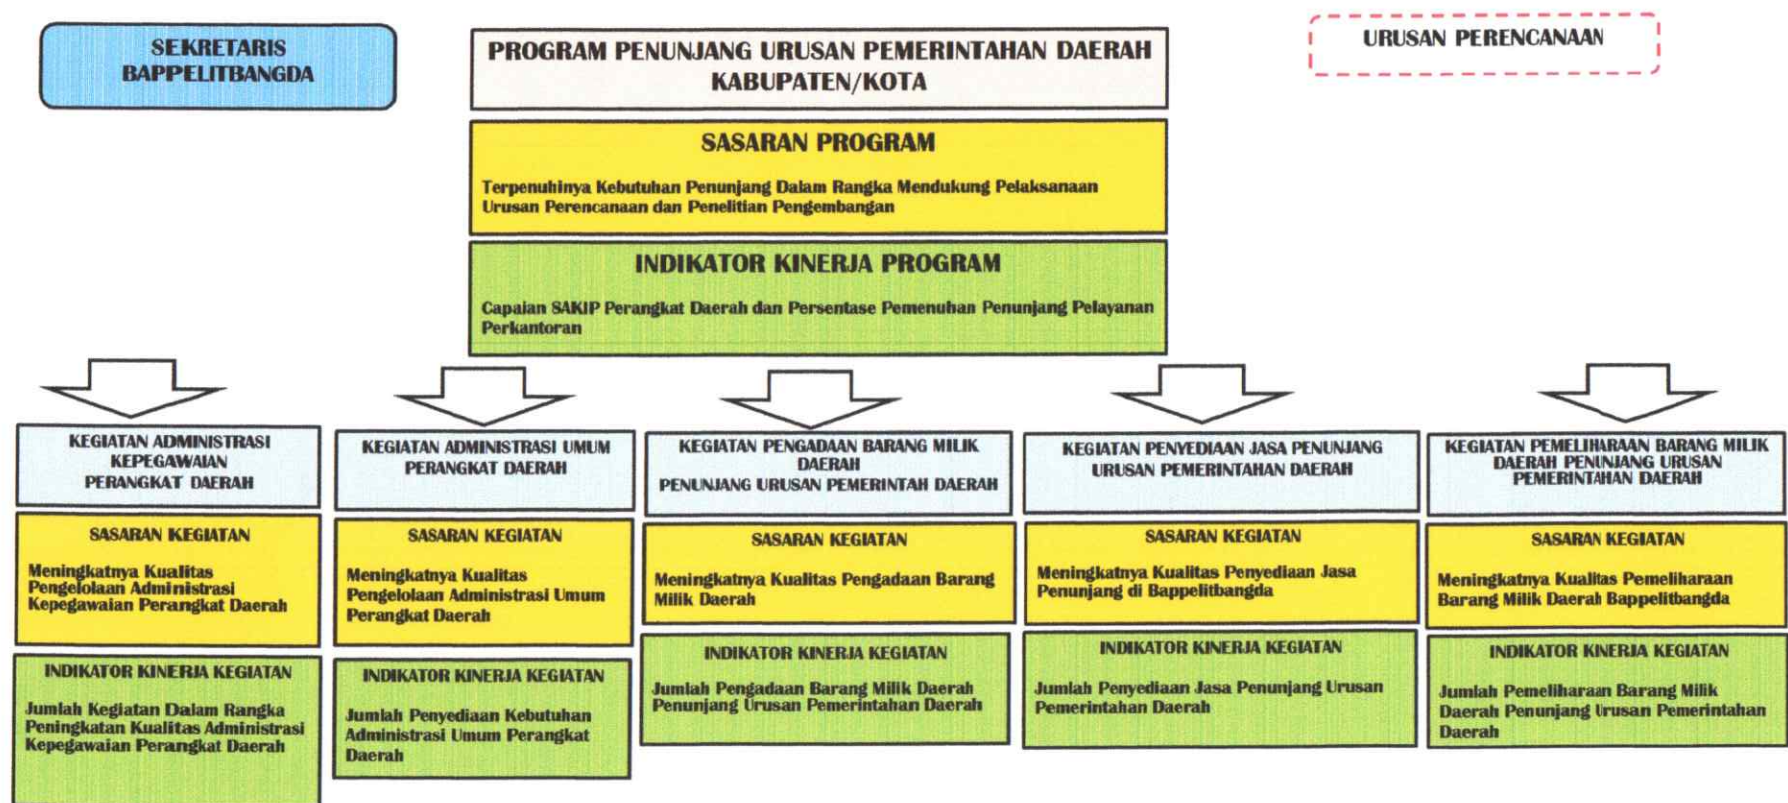 SEKRETARIS
BAPPELITBANGDA
PROGRAM PENUNJANG URUSAN PEMERINTAHAN DAERAH
KABUPATEN/KOTA
URUSAN PERENCANAAN
SASARAN PROGRAM
Terpenuhinya Kebutuhan Penunjang Dalam Rangka Mendukung Pelaksanaan
Urusan Perencanaan dan Penelitian Pengembangan
INDIKATOR KINERJA PROGRAM
Capaian SAKIP Perangkat Daerah dan Persentase Pemenuhan Penunjang Pelayanan
Perkantoran
KEGIATAN ADMINISTRASI
KEPEGAWAIAN
PERANGKAT DAERAH
SASARAN KEGIATAN
Meningkatnya Kualitas
Pengelolaan Administrasi
Kepegawaian Perangkat Daerah
INDIKATOR KINERJA KEGIATAN
Jumlah Kegiatan Dalam Rangka
Peningkatan Kualitas Administrasi
Kepegawaian Perangkat Daerah
KEGIATAN ADMINISTRASI UMUM
PERANGKAT DAERAH
SASARAN KEGIATAN
Meningkatnya Kualitas
Pengelolaan Administrasi Umum
Perangkat Daerah
INDIKATOR KINERJA KEGIATAN
Jumlah Penyediaan Kebutuhan
Administrasi Umum Perangkat
Daerah
KEGIATAN PENGADAAN BARANG MILIK
DAERAH
PENUNJANG URUSAN PEMERINTAH DAERAH
SASARAN KEGIATAN
Meningkatnya Kualitas Pengadaan Barang
Milik Daerah
INDIKATOR KINERJA KEGIATAN
Jumlah Pengadaan Barang Milik Daerah
Penunjang Urusan Pemerintahan Daerah
KEGIATAN PENYEDIAAN JASA PENUNJANG
URUSAN PEMERINTAHAN DAERAH
SASARAN KEGIATAN
Meningkatnya Kualitas Penyediaan Jasa
Penunjang di Bappelitbangda
INDIKATOR KINERJA KEGIATAN
Jumlah Penyediaan Jasa Penunjang Urusan
Pemerintahan Daerah
KEGIATAN PEMELIHARAAN BARANG MILIK
DAERAH PENUNJANG URUSAN
PEMERINTAHAN DAERAH
SASARAN KEGIATAN
Meningkatnya Kualitas Pemeliharaan
Barang Milik Daerah Bappelitbangda
INDIKATOR KINERJA KEGIATAN
Jumlah Pemeliharaan Barang Milik
Daerah Penunjang Urusan Pemerintahan
Daerah